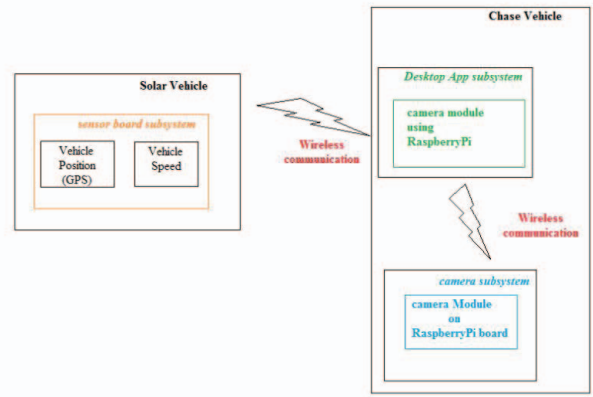 Chase Vehicle
Solar Vehicle
sensor board subsystem
Vehicle
Position
(GPS)
Vehicle
Speed
Wireless
communication
Desktop App subsystem
camera module
using
RaspberryPi
Wireless
communication
camera subsystem
camera Module
on
RaspberryPi board